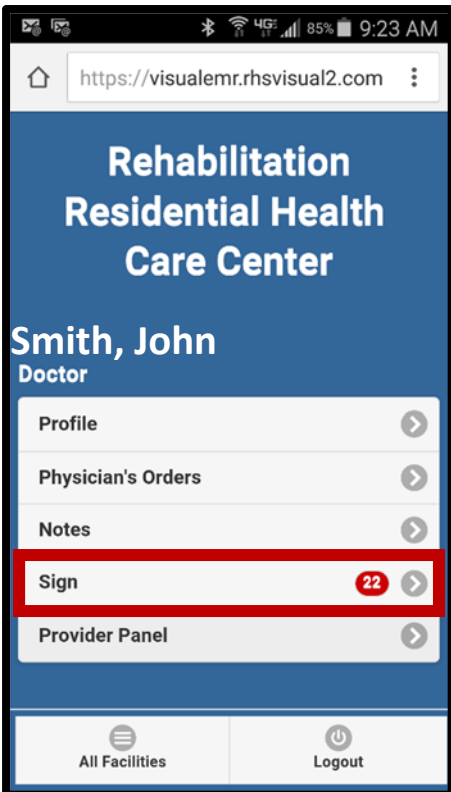 4G 85% 9:23 AM
https://visualemr.rhsvisual2.com
Rehabilitation
Residential Health
Care Center
Smith, John
Doctor
Profile
Physician's Orders
Notes
Sign 22
Provider Panel
All Facilities Logout